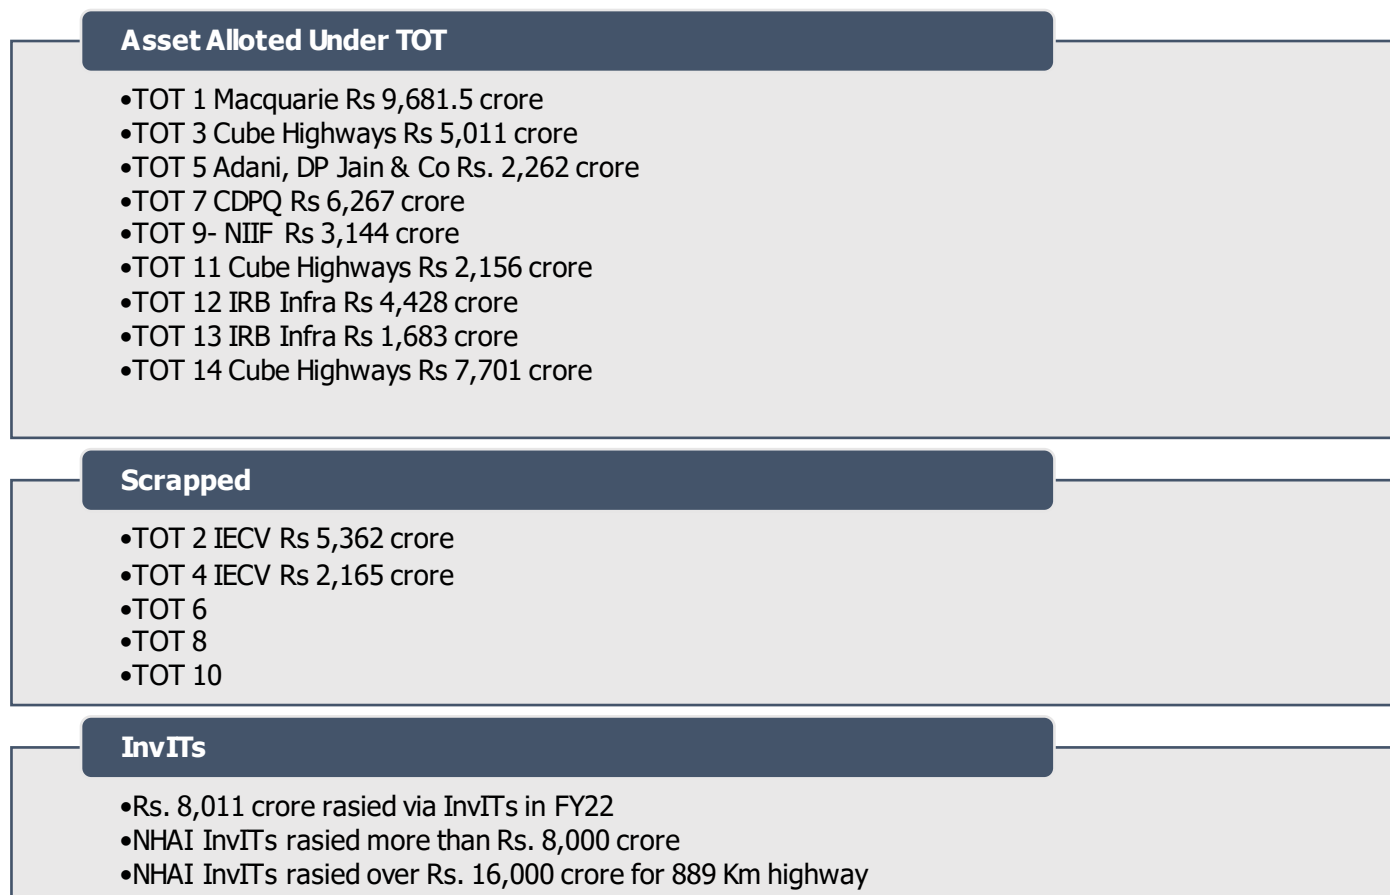 Asset Alloted Under TOT
•TOT 1 Macquarie Rs 9,681.5 crore
•TOT 3 Cube Highways Rs 5,011 crore
•TOT 5 Adani, DP Jain & Co Rs. 2,262 crore
•TOT 7 CDPQ Rs 6,267 crore
•TOT 9- NIIF Rs 3,144 crore
•TOT 11 Cube Highways Rs 2,156 crore
•TOT 12 IRB Infra Rs 4,428 crore
•TOT 13 IRB Infra Rs 1,683 crore
•TOT 14 Cube Highways Rs 7,701 crore
Scrapped
•TOT 2 IECV Rs 5,362 crore
•TOT 4 IECV Rs 2,165 crore
•TOT 6
•TOT 8
•TOT 10
InvITs
•Rs. 8,011 crore rasied via InvITs in FY22
•NHAI InvITs rasied more than Rs. 8,000 crore
•NHAI InvITs rasied over Rs. 16,000 crore for 889 Km highway